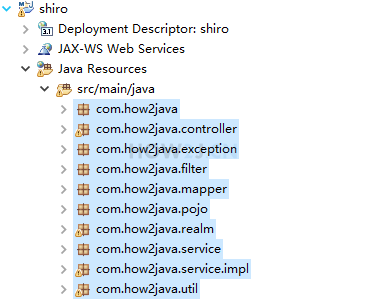 shiro
Deployment Descriptor: shiro
JAX-WS Web Services
Java Resources
src/main/java
com.how2java
com.how2java.controller
com.how2java.exception
com.how2java.filter
com.how2java.mapper
com.how2java.pojo
com.how2java.realm
com.how2java.service
com.how2java.service.impl
com.how2java.util